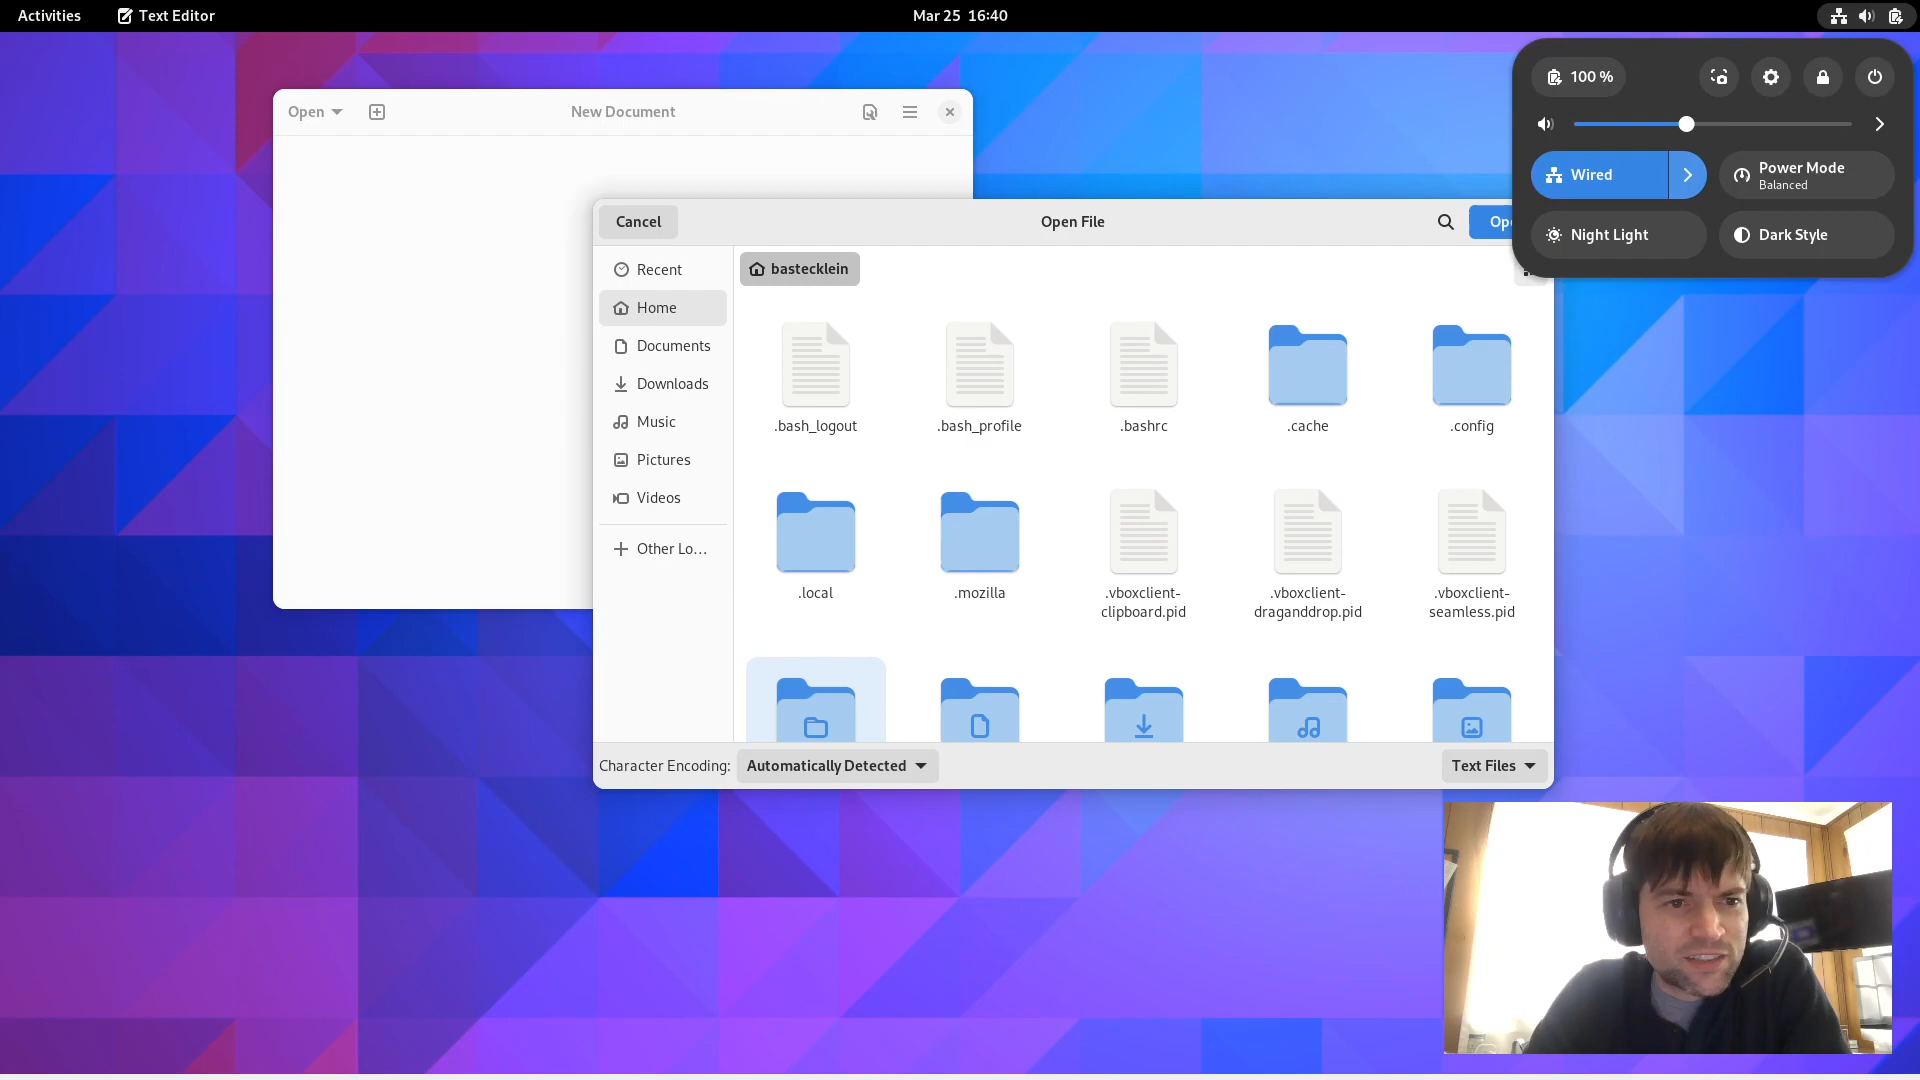 Activities
Text Editor
Mar 25 16:40
Open
New Document
100 %
Wired
Power Mode
Balanced
Night Light
Dark Style
Cancel
Open File
Recent
Home
Documents
Downloads
Music
Pictures
Videos
Other Lo...
bastecklein
.bash_logout
.bash_profile
.bashrc
.cache
.config
.local
.mozilla
.vboxclient-
clipboard.pid
.vboxclient-
draganddrop.pid
.vboxclient-
seamless.pid
Character Encoding:
Automatically Detected
Text Files